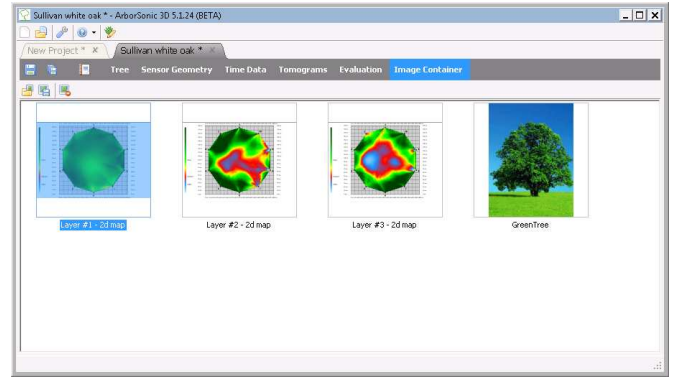 Sullivan white oak * - ArborSonic 3D 5.1.24 (BETA)
New Project *
Sullivan white oak *
Tree Sensor Geometry Time Data Tomograms Evaluation Image Container
Layer #1 - 2d map
Layer #2 - 2d map
Layer #3 - 2d map
GreenTree